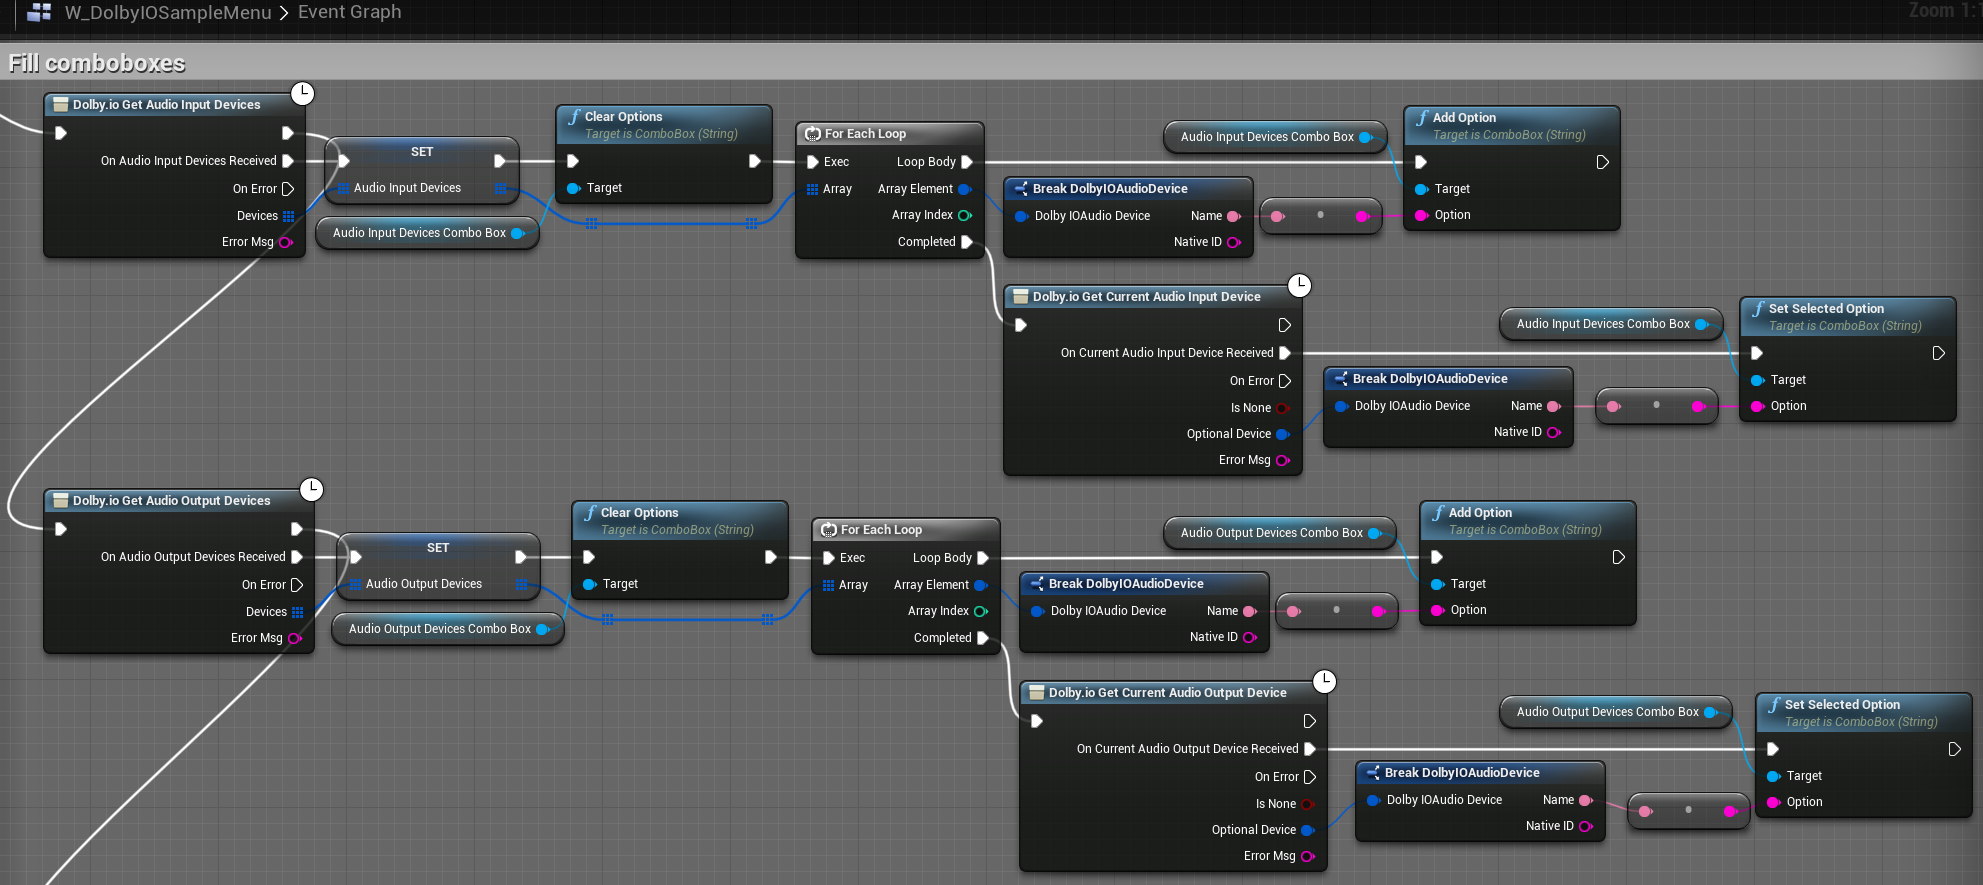 W_DolbyIOSampleMenu > Event Graph
Zoom 1:1
Fill comboboxes
Dolby.io Get Audio Input Devices
On Audio Input Devices Received
On Error
Devices
Error Msg
SET
Audio Input Devices
Audio Input Devices Combo Box
Clear Options
Target is ComboBox (String)
Target
For Each Loop
Exec
Loop Body
Array
Array Element
Array Index
Completed
Break DolbyIOAudioDevice
Dolby IOAudio Device
Name
Native ID
Audio Input Devices Combo Box
Add Option
Target is ComboBox (String)
Target
Option
Dolby.io Get Current Audio Input Device
On Current Audio Input Device Received
On Error
Is None
Optional Device
Error Msg
Break DolbyIOAudioDevice
Dolby IOAudio Device
Name
Native ID
Audio Input Devices Combo Box
Set Selected Option
Target is ComboBox (String)
Target
Option
Dolby.io Get Audio Output Devices
On Audio Output Devices Received
On Error
Devices
Error Msg
SET
Audio Output Devices
Audio Output Devices Combo Box
Clear Options
Target is ComboBox (String)
Target
For Each Loop
Exec
Loop Body
Array
Array Element
Array Index
Completed
Break DolbyIOAudioDevice
Dolby IOAudio Device
Name
Native ID
Audio Output Devices Combo Box
Add Option
Target is ComboBox (String)
Target
Option
Dolby.io Get Current Audio Output Device
On Current Audio Output Device Received
On Error
Is None
Optional Device
Error Msg
Break DolbyIOAudioDevice
Dolby IOAudio Device
Name
Native ID
Audio Output Devices Combo Box
Set Selected Option
Target is ComboBox (String)
Target
Option